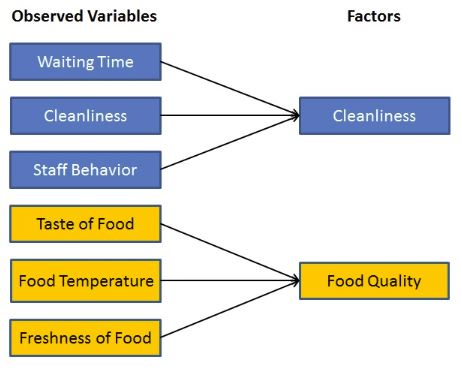 Observed Variables
Factors
Waiting Time
Cleanliness
Cleanliness
Staff Behavior
Taste of Food
Food Temperature
Food Quality
Freshness of Food